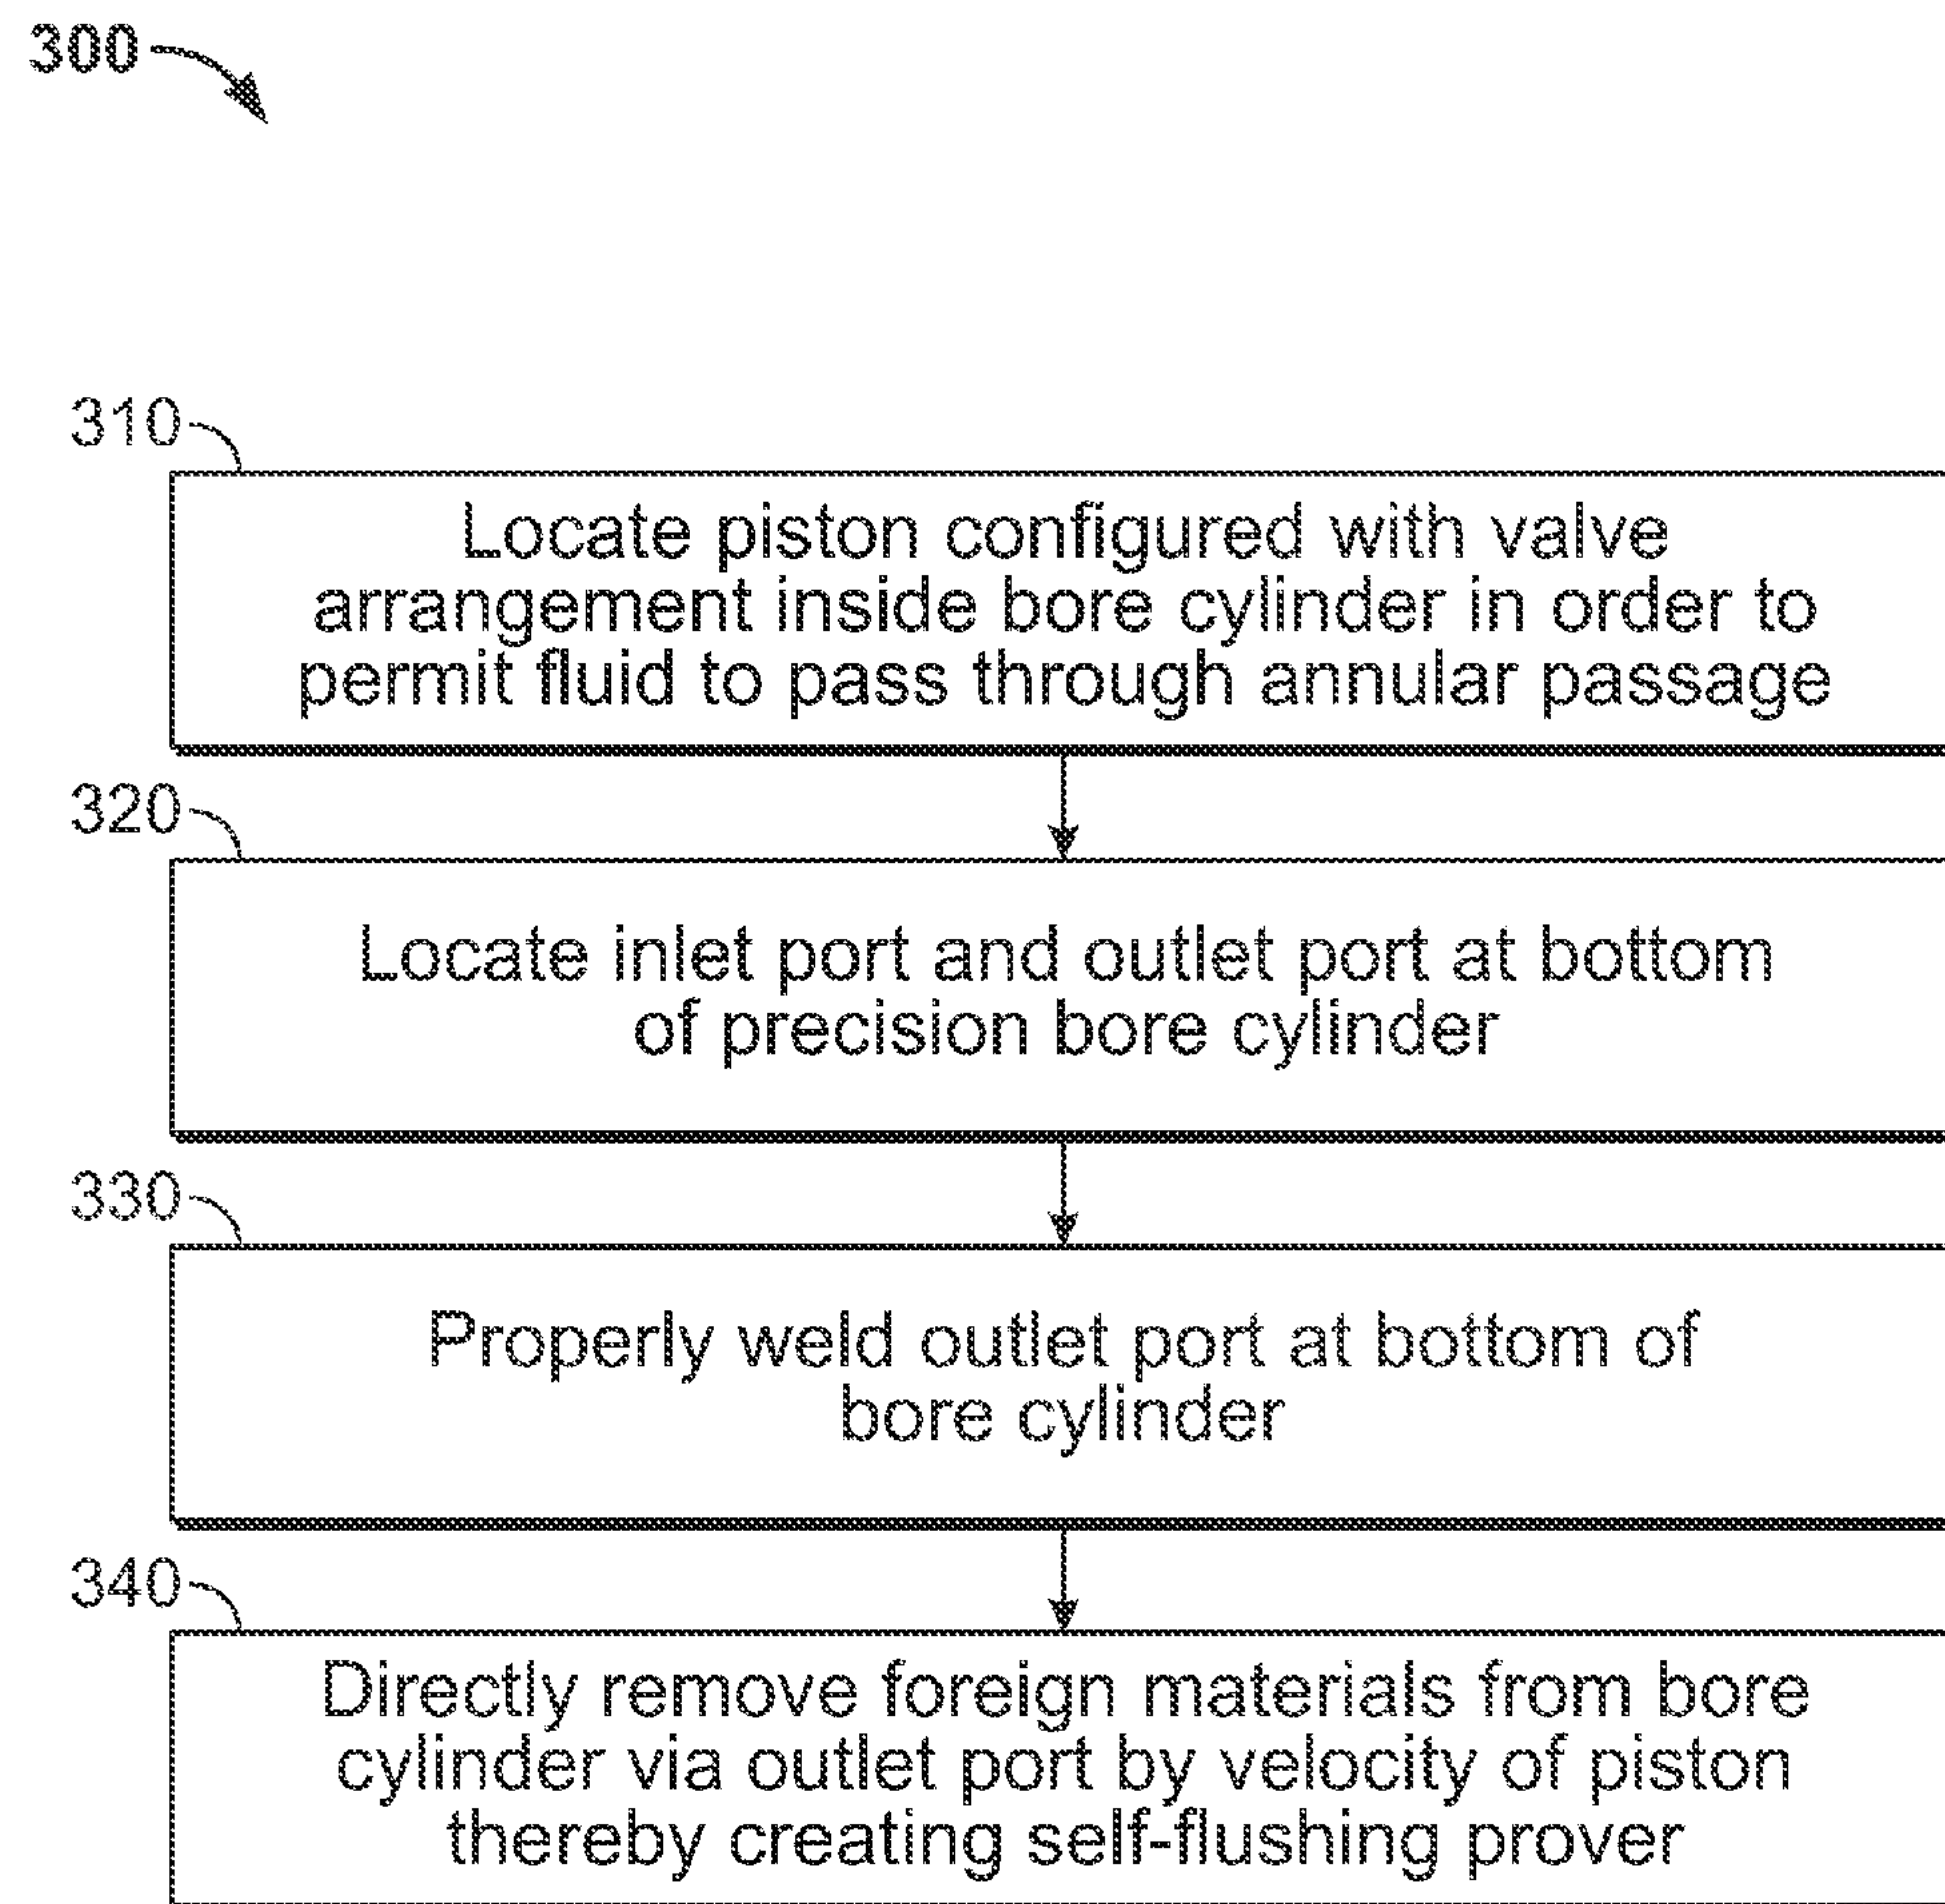 300
310
Locate piston configured with valve
arrangement inside bore cylinder in order to
permit fluid to pass through annular passage
320
Locate inlet port and outlet port at bottom
of precision bore cylinder
330
Properly weld outlet port at bottom of
bore cylinder
340
Directly remove foreign materials from bore
cylinder via outlet port by velocity of piston
thereby creating self-flushing prover